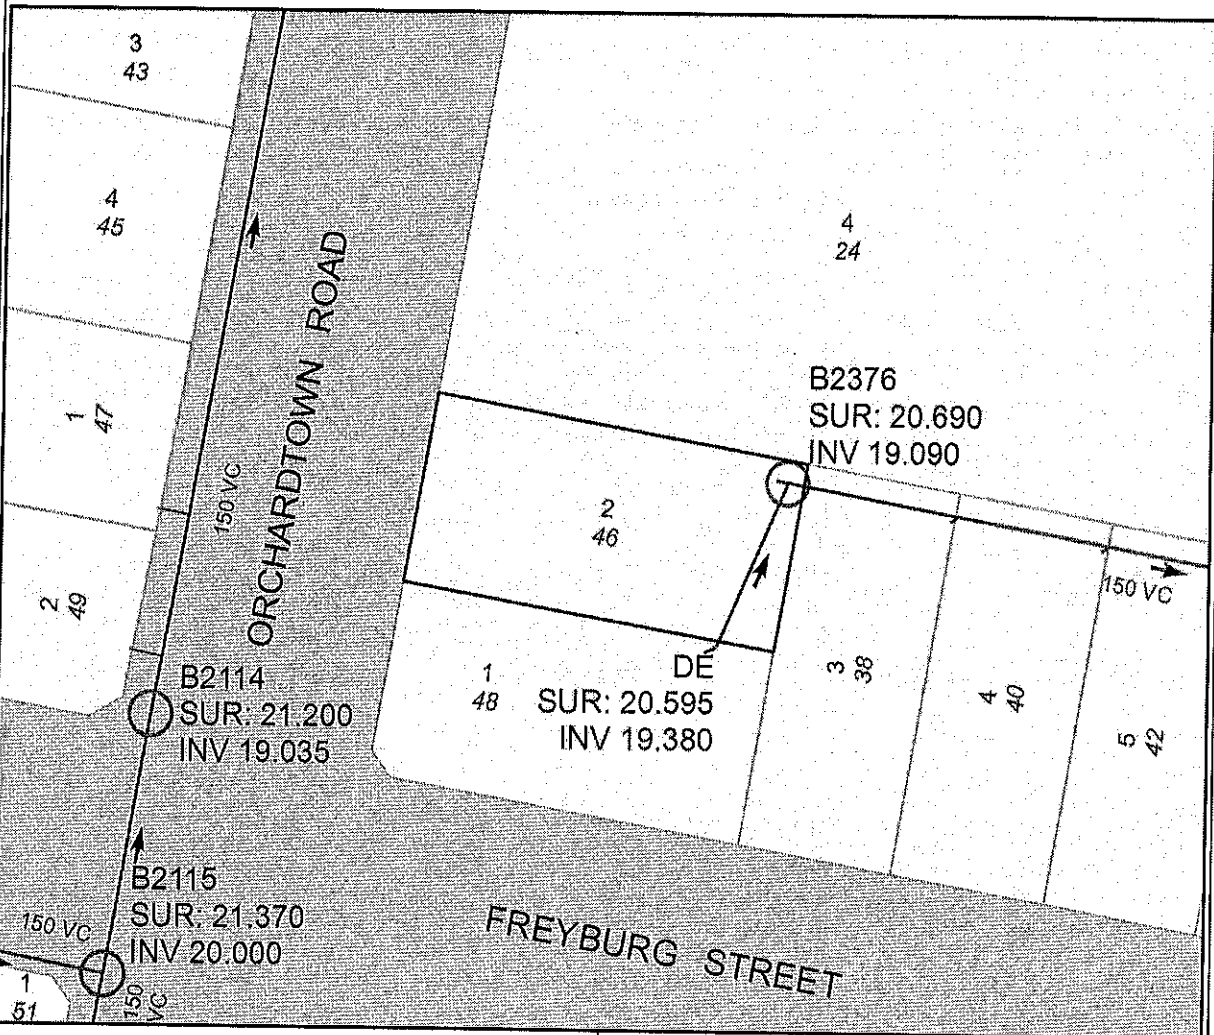 3
43
4
45
1
47
2
49
ORCHARDTOWN ROAD
150 VC
4
24
B2376
SUR: 20.690
INV 19.090
2
46
150 VC
1
48
DE
SUR: 20.595
INV 19.380
3
38
4
40
5
42
B2114
SUR: 21.200
INV 19.035
B2115
SUR: 21.370
INV 20.000
150 VC
150
VC
1
51
FREYBURG STREET